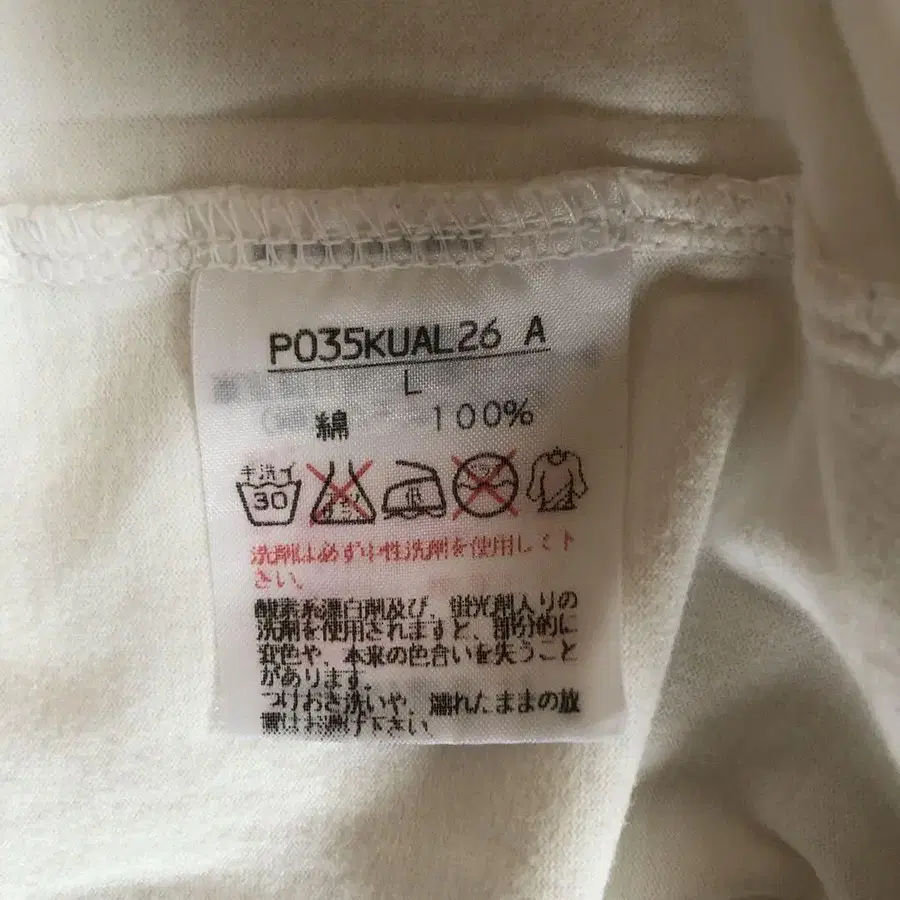 P035KUAL26 A
L
綿 100%
手洗イ
30
低
洗剤は必ず中性洗剤を使用して下
さい。
酸素系漂白剤及び、蛍光剤入りの
洗剤を使用されますと、部分的に
変色や、本来の色合いを失うこと
があります。
つけおき洗いや、濡れたままの放
置はお避け下さい